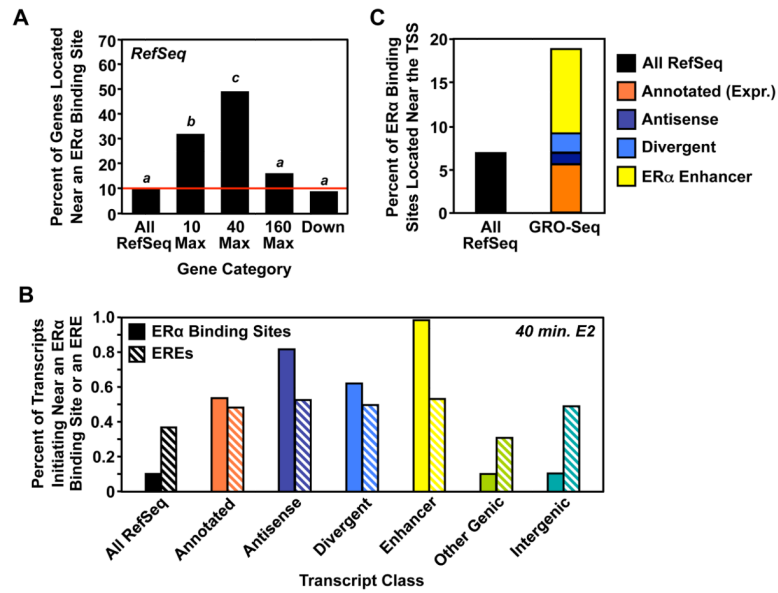 A
Percent of Genes Located
Near an ERα Binding Site
RefSeq
70
60
50
40
30
20
10
0
a
b
c
a
a
All
RefSeq
10
Max
40
Max
160
Max
Down
Gene Category
C
Percent of ERα Binding
Sites Located Near the TSS
20
15
10
5
0
All
RefSeq
GRO-Seq
All RefSeq
Annotated (Expr.)
Antisense
Divergent
ERα Enhancer
B
Percent of Transcripts
Initiating Near an ERα
Binding Site or an ERE
1.0
0.8
0.6
0.4
0.2
0
ERα Binding Sites
EREs
40 min. E2
All RefSeq
Annotated
Antisense
Divergent
Enhancer
Other Genic
Intergenic
Transcript Class